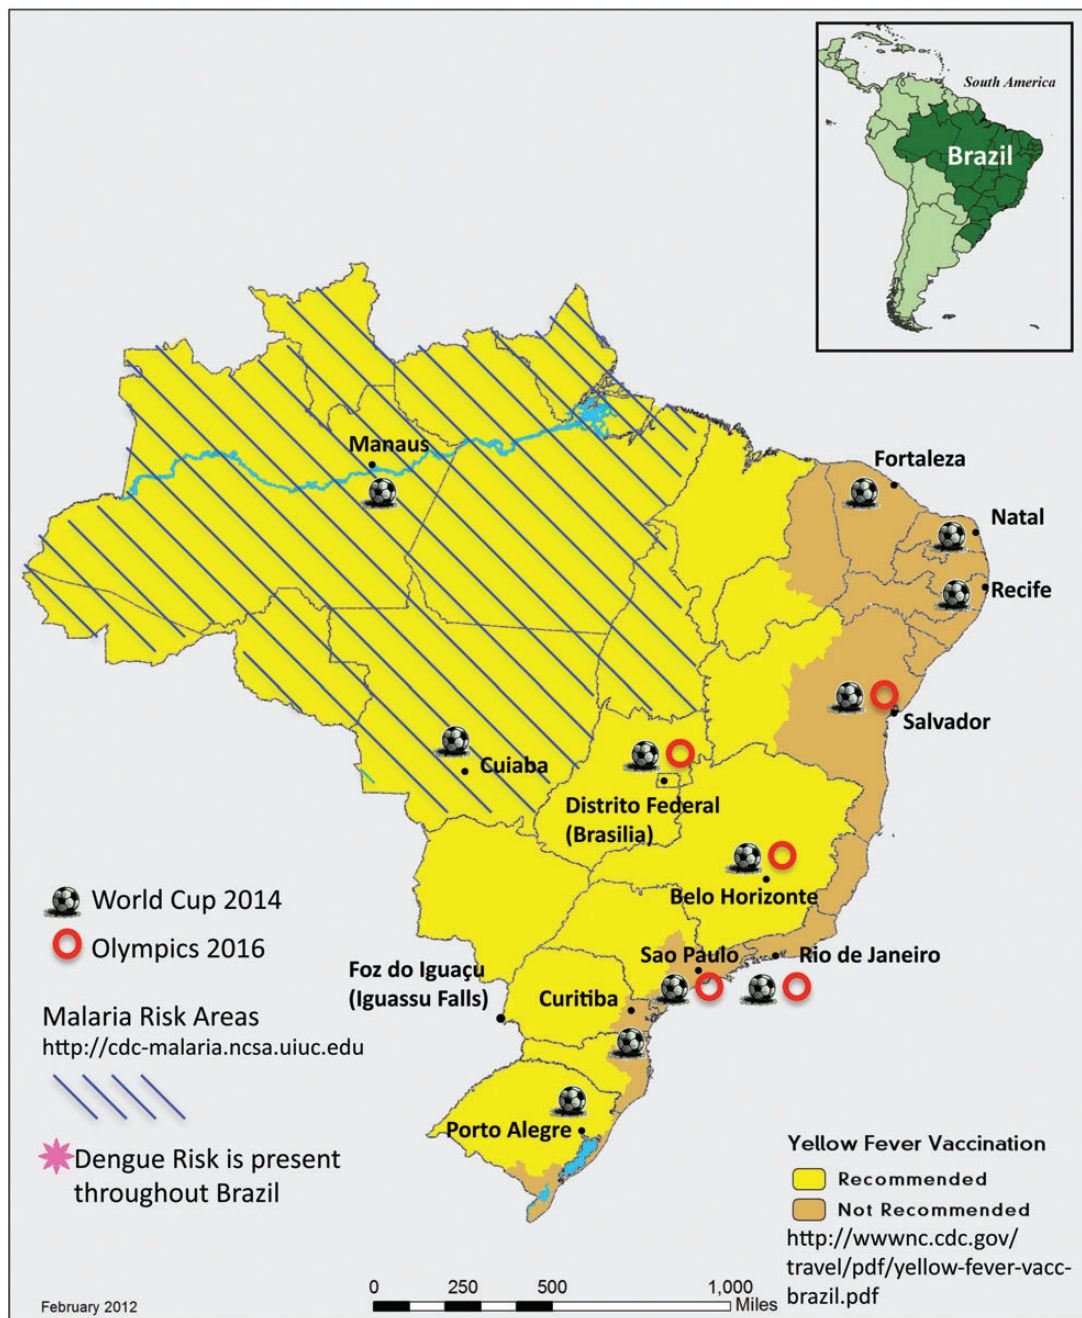 South America
Brazil
Manaus
Fortaleza
Natal
Recife
Salvador
Cuiaba
Distrito Federal
(Brasilia)
Belo Horizonte
World Cup 2014
Olympics 2016
Sao Paulo
Rio de Janeiro
Foz do Iguaçu
(Iguassu Falls)
Curitiba
Malaria Risk Areas
http://cdc-malaria.ncsa.uiuc.edu
Porto Alegre
Dengue Risk is present
throughout Brazil
Yellow Fever Vaccination
Recommended
Not Recommended
http://wwwnc.cdc.gov/
travel/pdf/yellow-fever-vacc-
brazil.pdf
0 250 500 1,000
Miles
February 2012